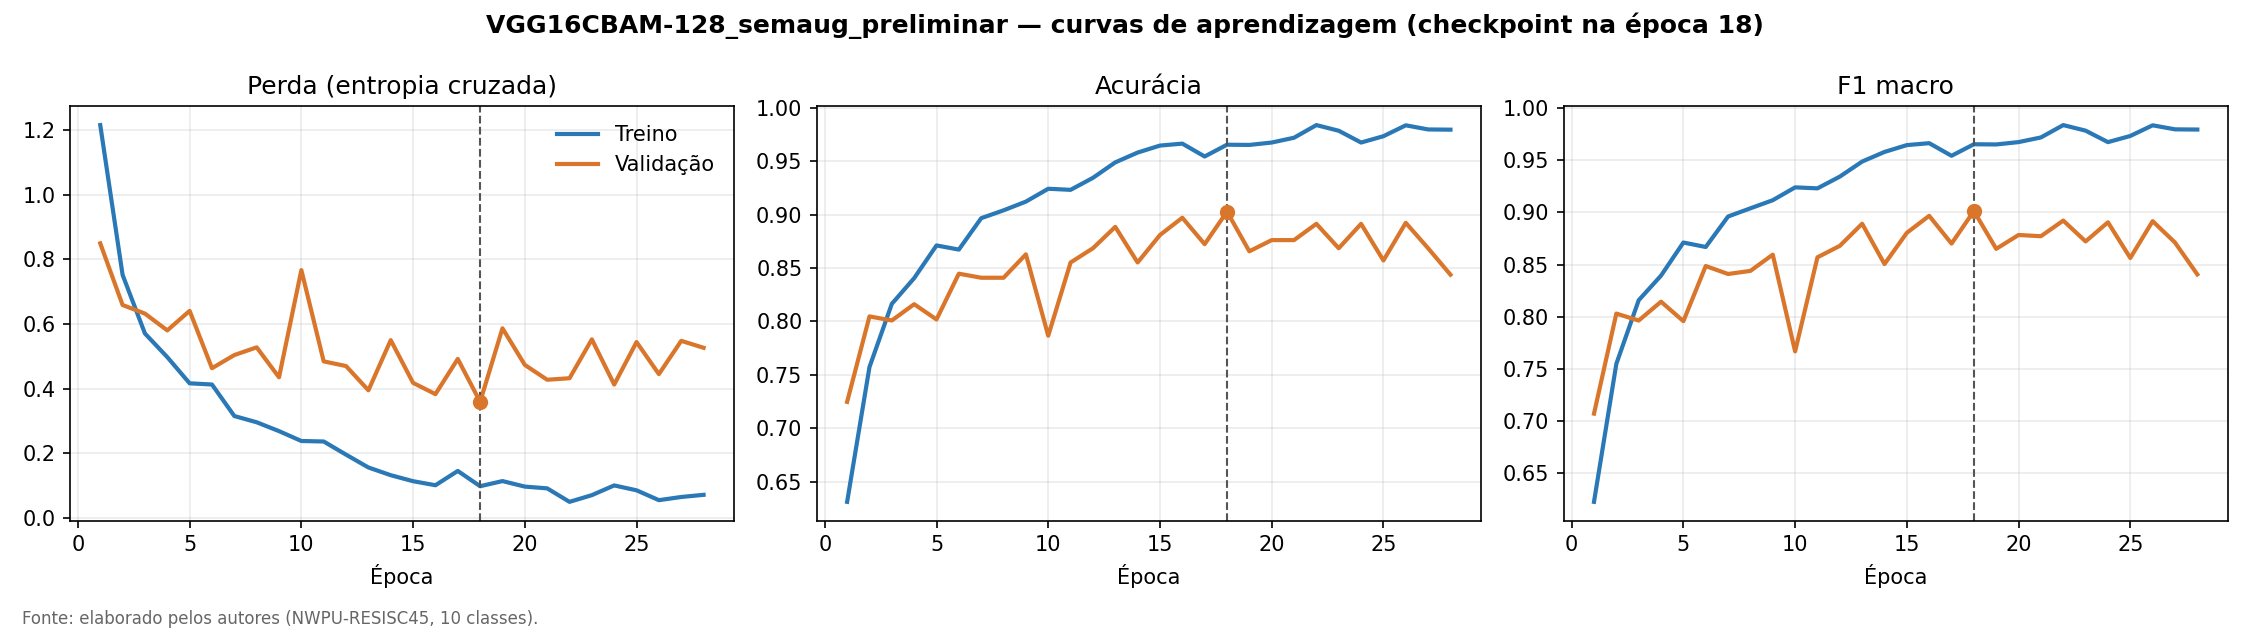 VGG16CBAM-128_semaug_preliminar — curvas de aprendizagem (checkpoint na época 18)
Perda (entropia cruzada)
1.2
1.0
0.8
0.6
0.4
0.2
0.0
Treino
Validação
0 5 10 15 20 25
Época
Acurácia
1.00
0.95
0.90
0.85
0.80
0.75
0.70
0.65
0 5 10 15 20 25
Época
F1 macro
1.00
0.95
0.90
0.85
0.80
0.75
0.70
0.65
0 5 10 15 20 25
Época
Fonte: elaborado pelos autores (NWPU-RESISC45, 10 classes).